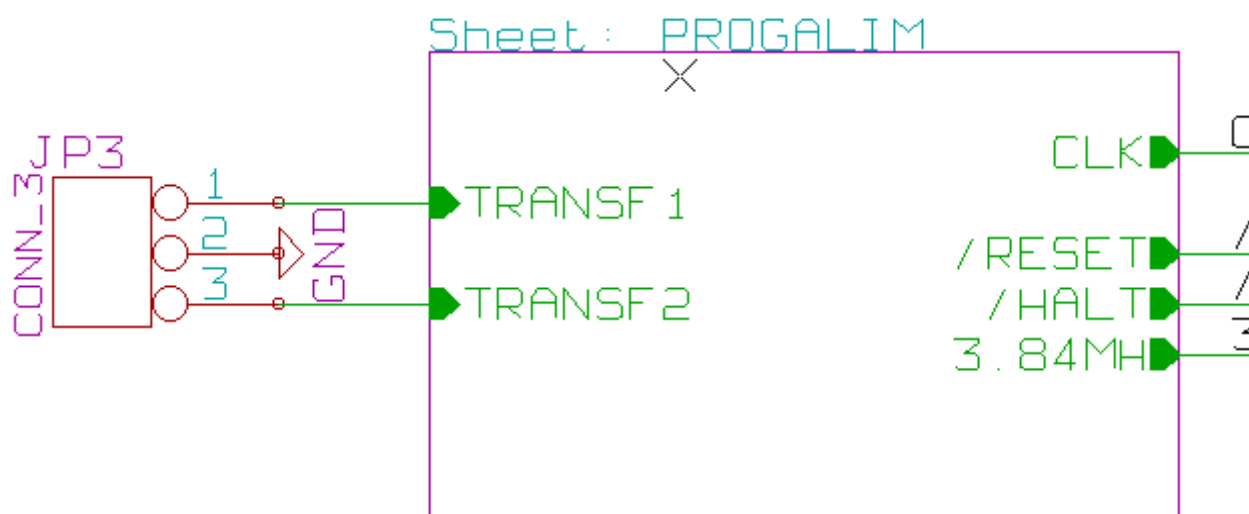 Sheet: PROGALIM
JP3
CONN_3
1
2
3
GND
TRANSF1
TRANSF2
CLK
/RESET
/HALT
3.84MH